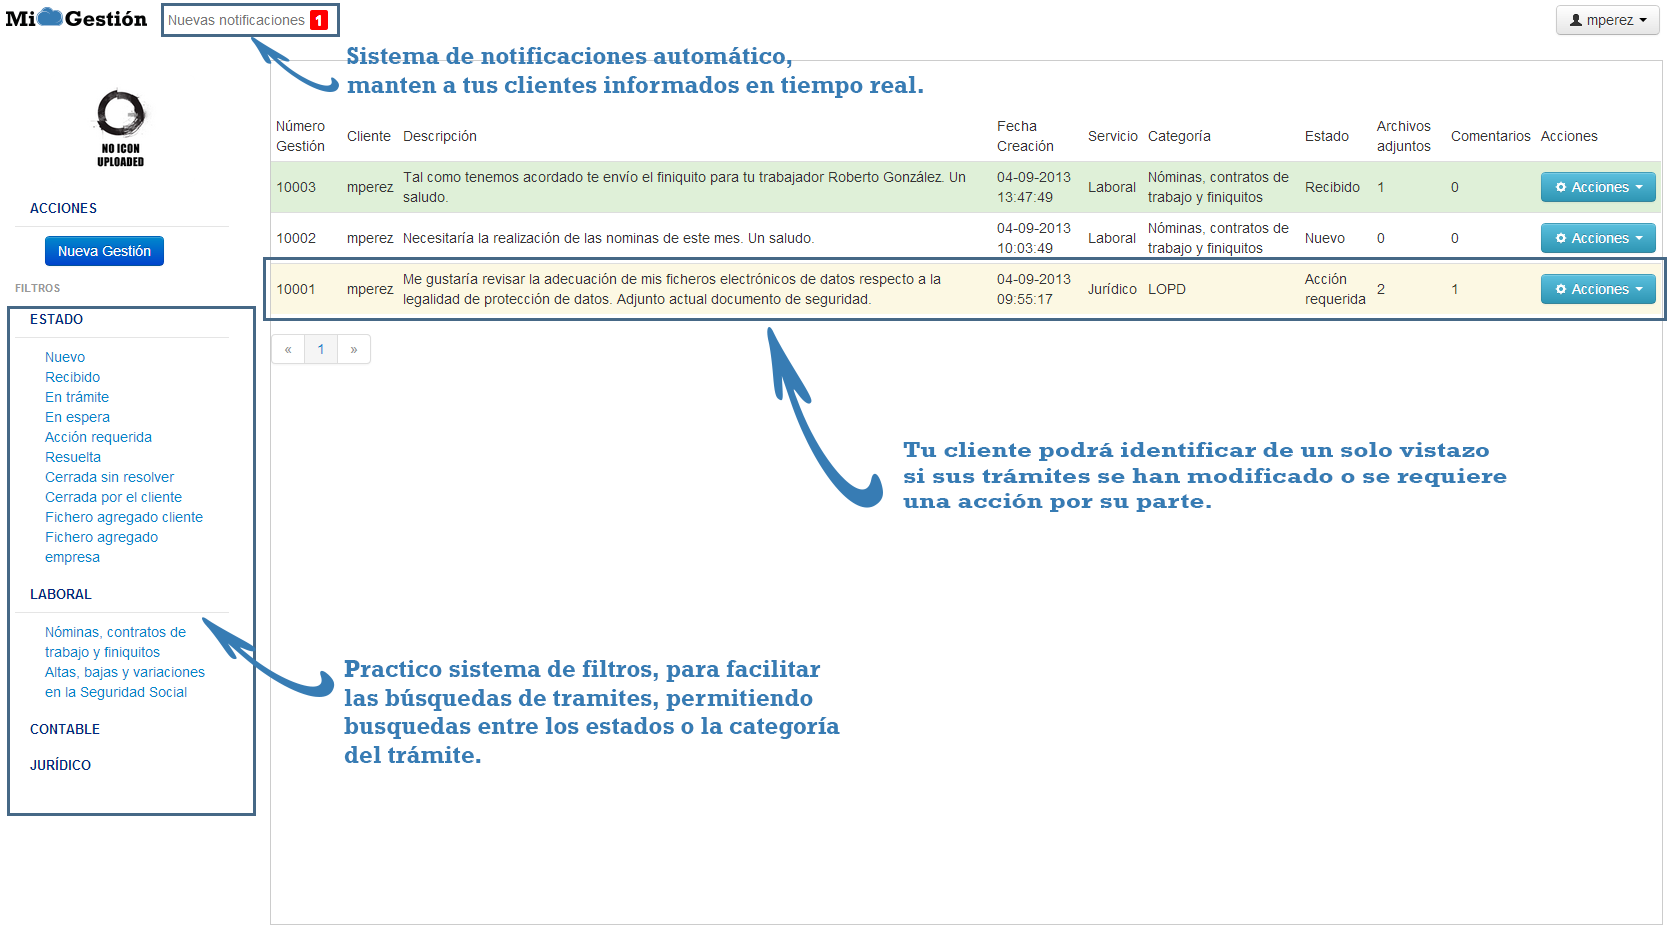 Mi Gestión
Nuevas notificaciones 1
mperez
Sistema de notificaciones automático,
manten a tus clientes informados en tiempo real.
NO ICON
UPLOADED
ACCIONES
Nueva Gestión
FILTROS
ESTADO
Nuevo
Recibido
En trámite
En espera
Acción requerida
Resuelta
Cerrada sin resolver
Cerrada por el cliente
Fichero agregado cliente
Fichero agregado
empresa
LABORAL
Nóminas, contratos de
trabajo y finiquitos
Altas, bajas y variaciones
en la Seguridad Social
CONTABLE
JURÍDICO
Número
Gestión
Cliente
Descripción
Fecha
Creación
Servicio
Categoría
Estado
Archivos
adjuntos
Comentarios
Acciones
10003
mperez
Tal como tenemos acordado te envío el finiquito para tu trabajador Roberto González. Un
saludo.
04-09-2013
13:47:49
Laboral
Nóminas, contratos de
trabajo y finiquitos
Recibido
1
0
Acciones
10002
mperez
Necesitaría la realización de las nominas de este mes. Un saludo.
04-09-2013
10:03:49
Laboral
Nóminas, contratos de
trabajo y finiquitos
Nuevo
0
0
Acciones
10001
mperez
Me gustaría revisar la adecuación de mis ficheros electrónicos de datos respecto a la
legalidad de protección de datos. Adjunto actual documento de seguridad.
04-09-2013
09:55:17
Jurídico
LOPD
Acción
requerida
2
1
Acciones
« 1 »
Tu cliente podrá identificar de un solo vistazo
si sus trámites se han modificado o se requiere
una acción por su parte.
Practico sistema de filtros, para facilitar
las búsquedas de tramites, permitiendo
busquedas entre los estados o la categoría
del trámite.